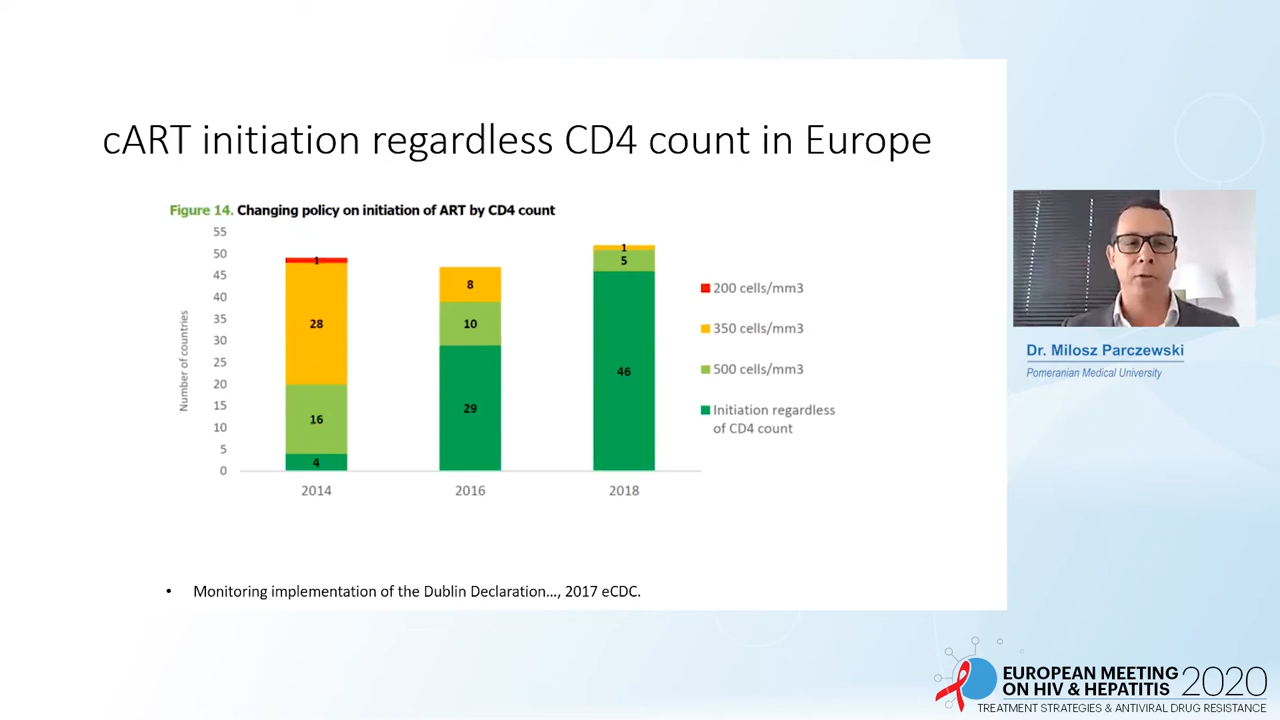 cART initiation regardless CD4 count in Europe
Figure 14. Changing policy on initiation of ART by CD4 count
Number of countries
55
50
45
40
35
30
25
20
15
10
5
0
1
28
16
4
8
10
29
1
5
46
2014 2016 2018
200 cells/mm3
350 cells/mm3
500 cells/mm3
Initiation regardless
of CD4 count
• Monitoring implementation of the Dublin Declaration..., 2017 eCDC.
Dr. Milosz Parczewski
Pomeranian Medical University
EUROPEAN MEETING
ON HIV & HEPATITIS 2020
TREATMENT STRATEGIES & ANTIVIRAL DRUG RESISTANCE